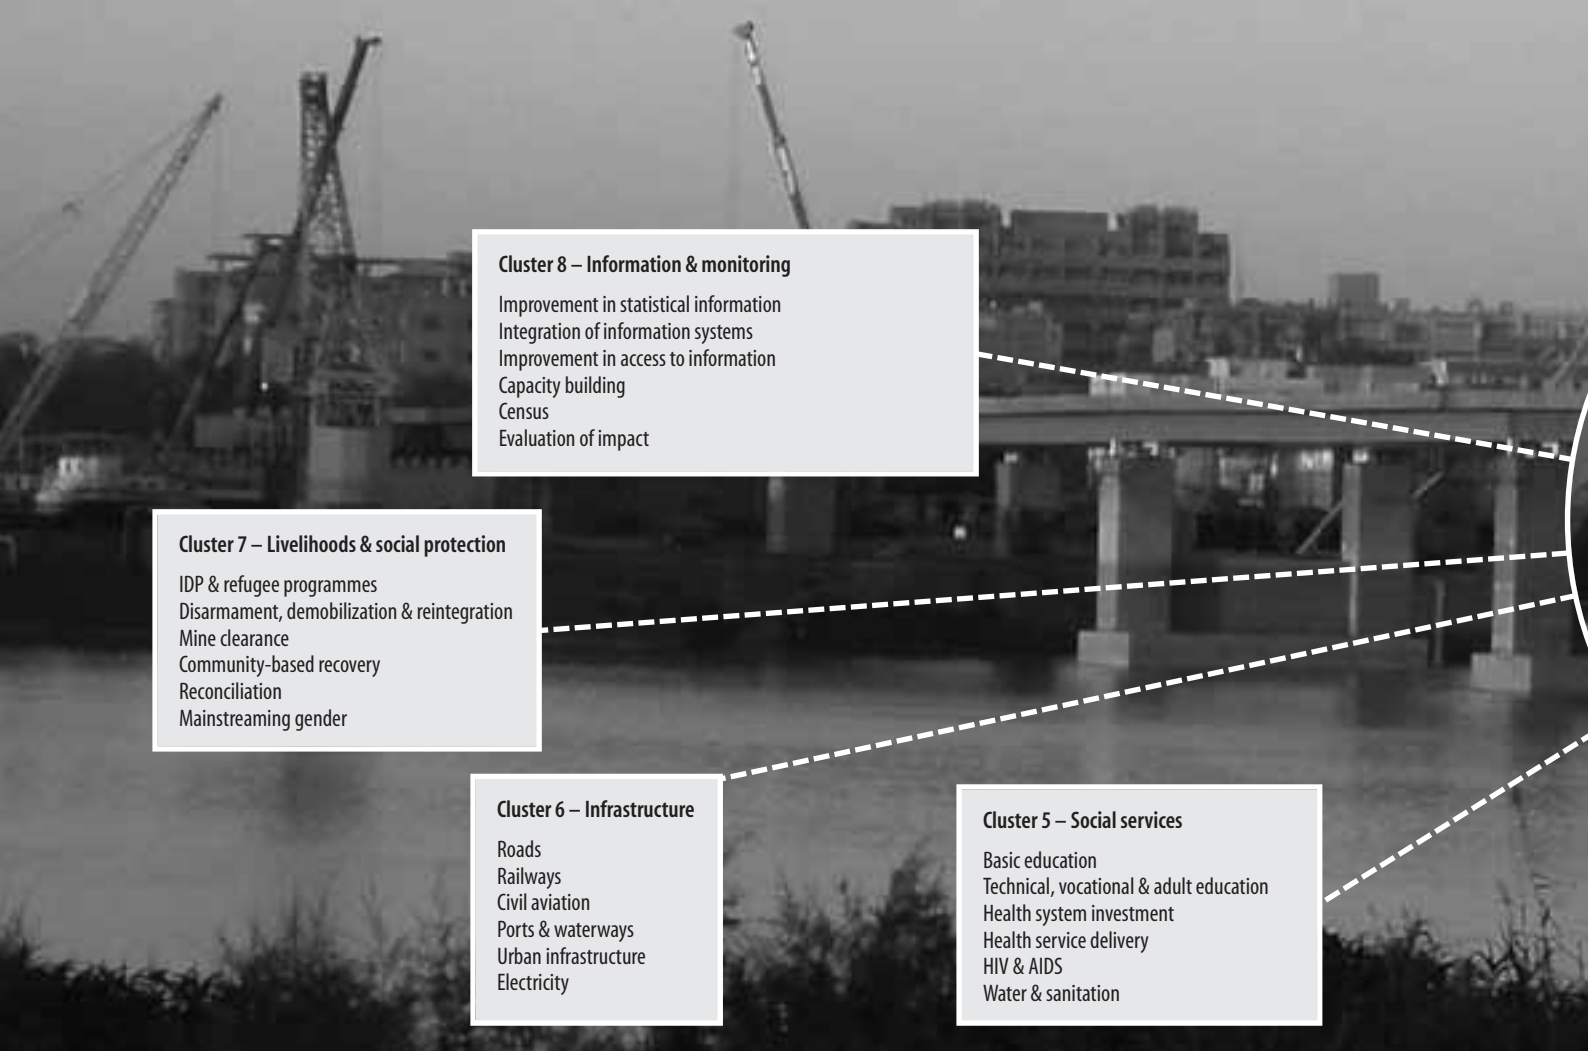 Cluster 8 – Information & monitoring
Improvement in statistical information
Integration of information systems
Improvement in access to information
Capacity building
Census
Evaluation of impact
Cluster 7 – Livelihoods & social protection
IDP & refugee programmes
Disarmament, demobilization & reintegration
Mine clearance
Community-based recovery
Reconciliation
Mainstreaming gender
Cluster 6 – Infrastructure
Roads
Railways
Civil aviation
Ports & waterways
Urban infrastructure
Electricity
Cluster 5 – Social services
Basic education
Technical, vocational & adult education
Health system investment
Health service delivery
HIV & AIDS
Water & sanitation